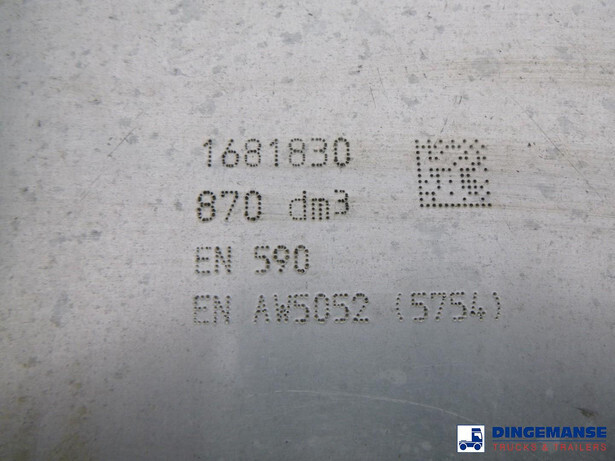 1681830
870 dm3
EN 590
EN AW5052 (5754)
DINGEMANSE
TRUCKS & TRAILERS